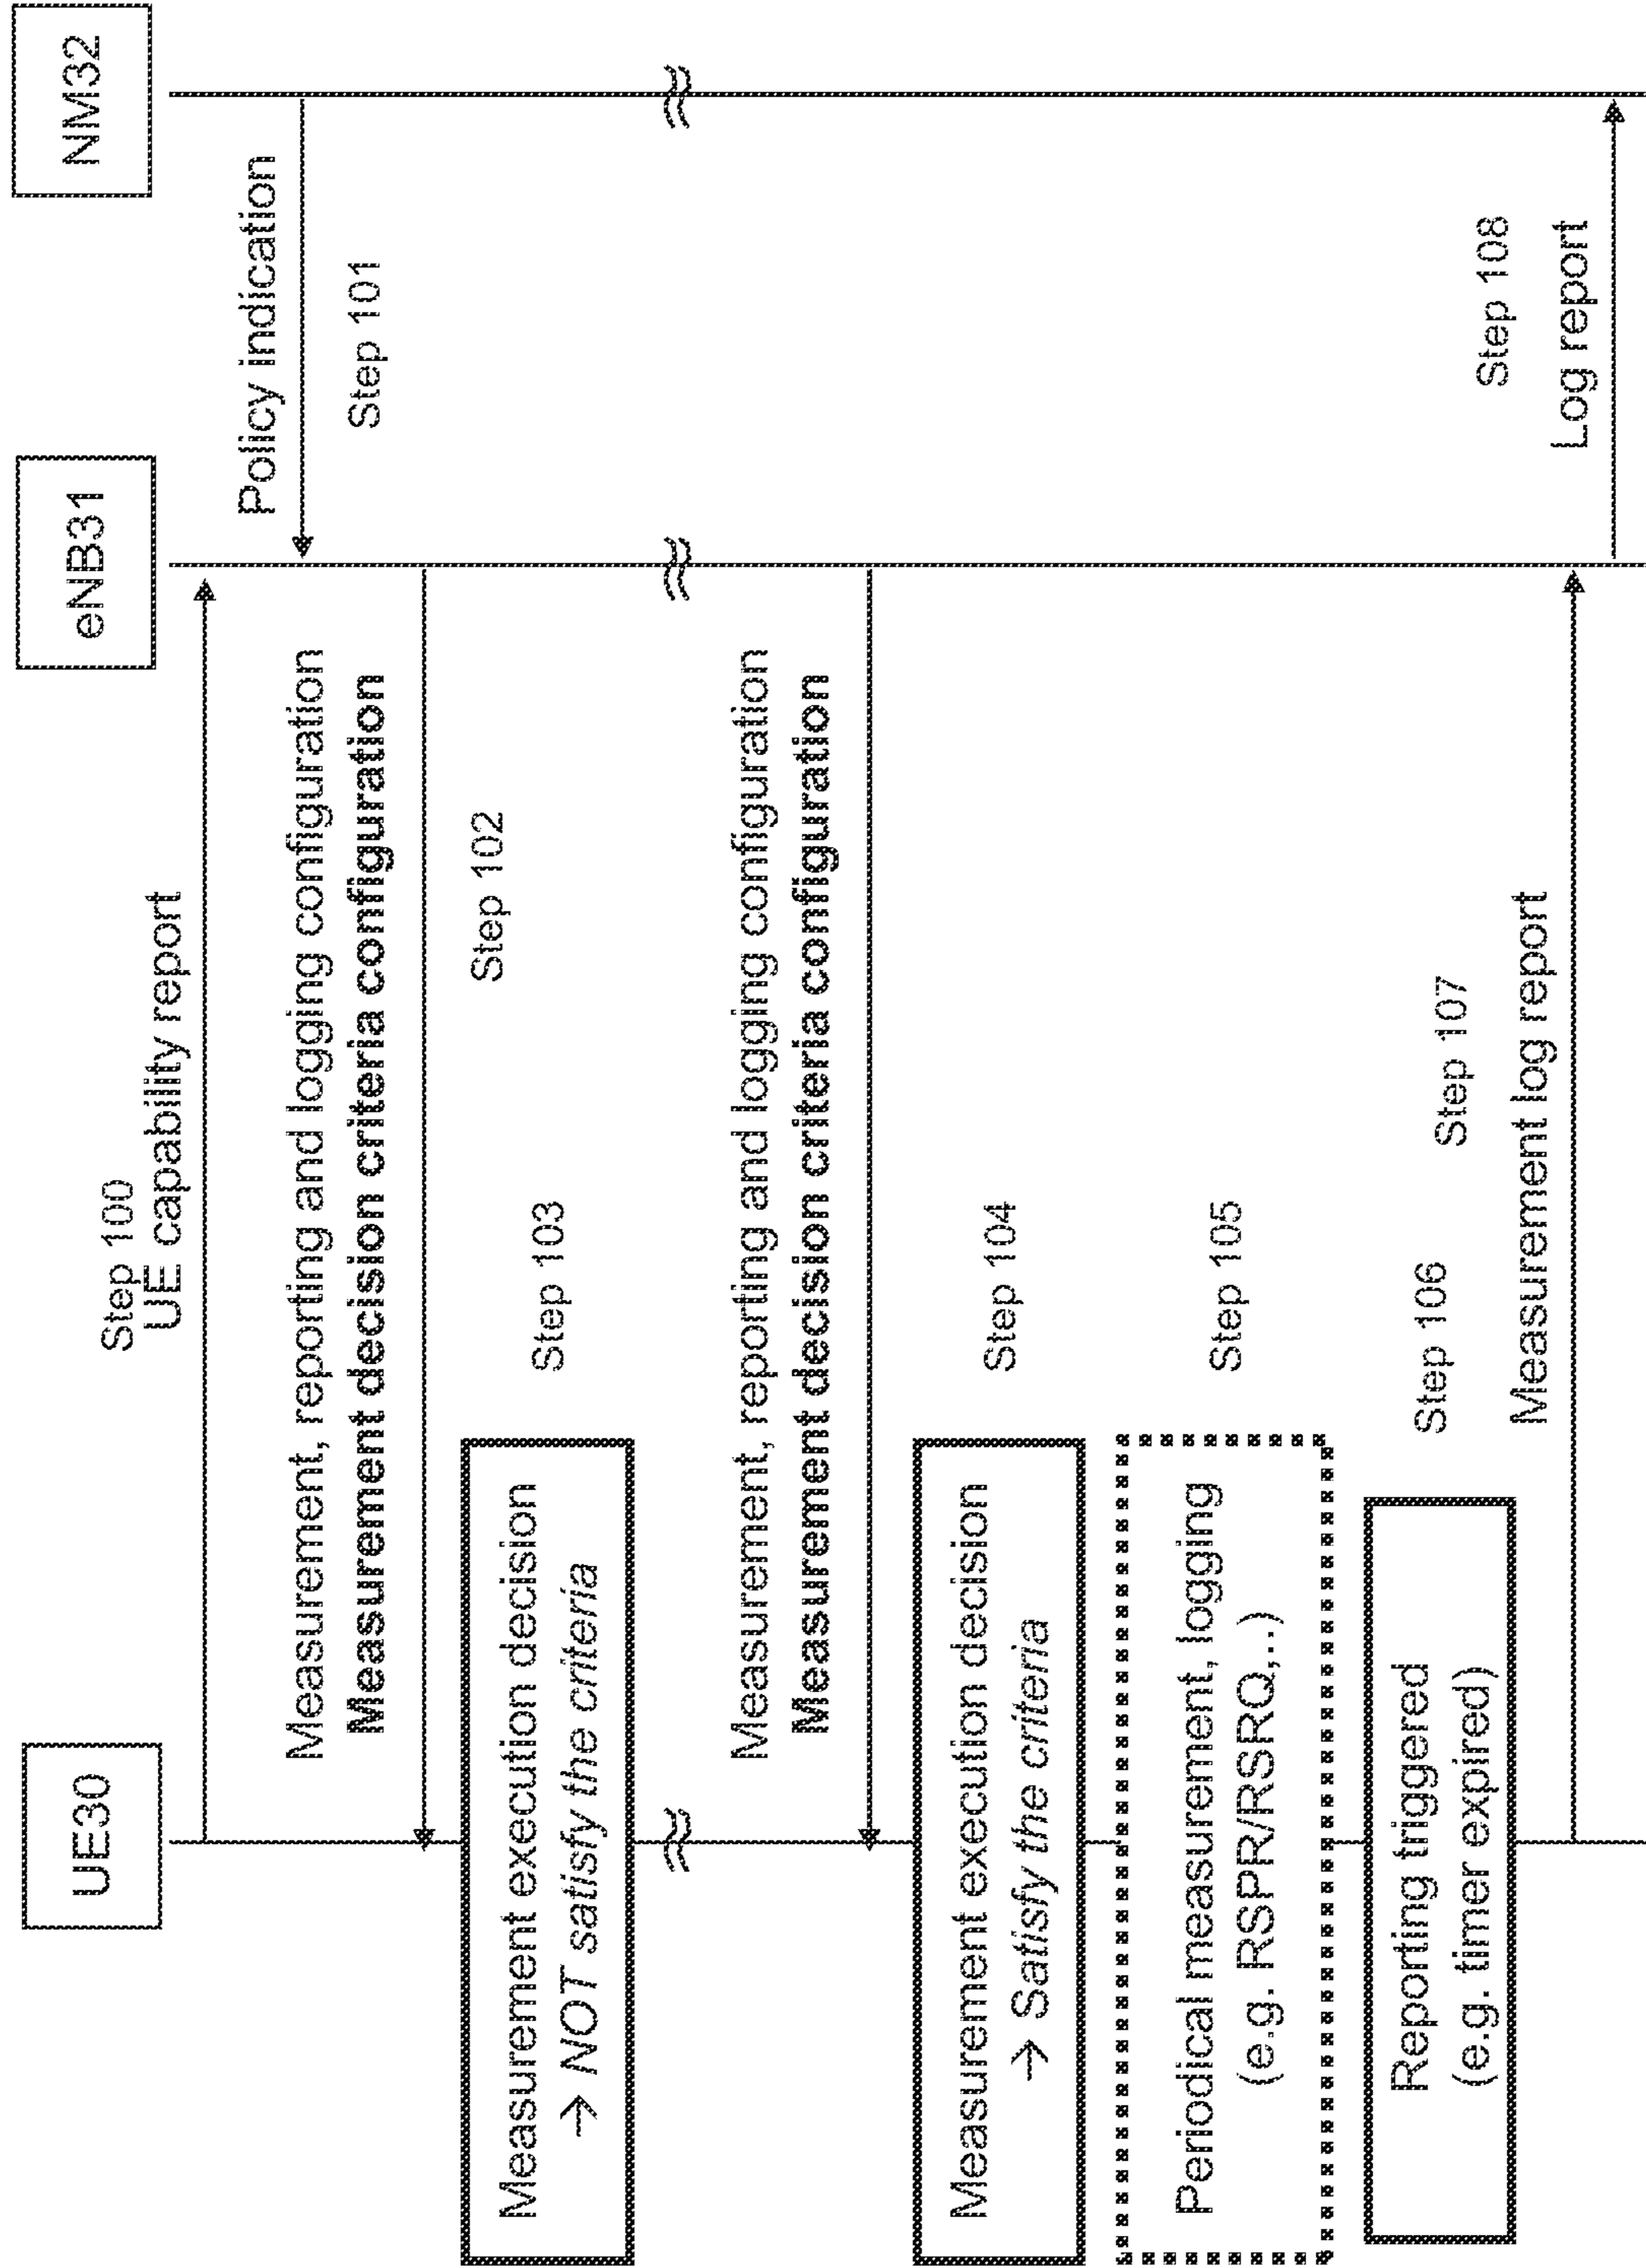 UE30
eNB31
NM32
Step 100
UE capability report
Policy indication
Step 101
Measurement, reporting and logging configuration
Measurement decision criteria configuration
Step 102
Measurement execution decision
→ NOT satisfy the criteria
Step 103
Measurement, reporting and logging configuration
Measurement decision criteria configuration
Measurement execution decision
→ Satisfy the criteria
Step 104
Periodical measurement, logging
(e.g. RSPR/RSRQ,..)
Step 105
Reporting triggered
(e.g. timer expired)
Step 106
Step 107
Measurement log report
Step 108
Log report